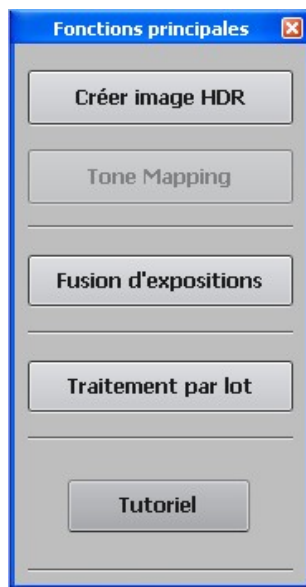 Fonctions principales
Créer image HDR
Tone Mapping
Fusion d'expositions
Traitement par lot
Tutoriel